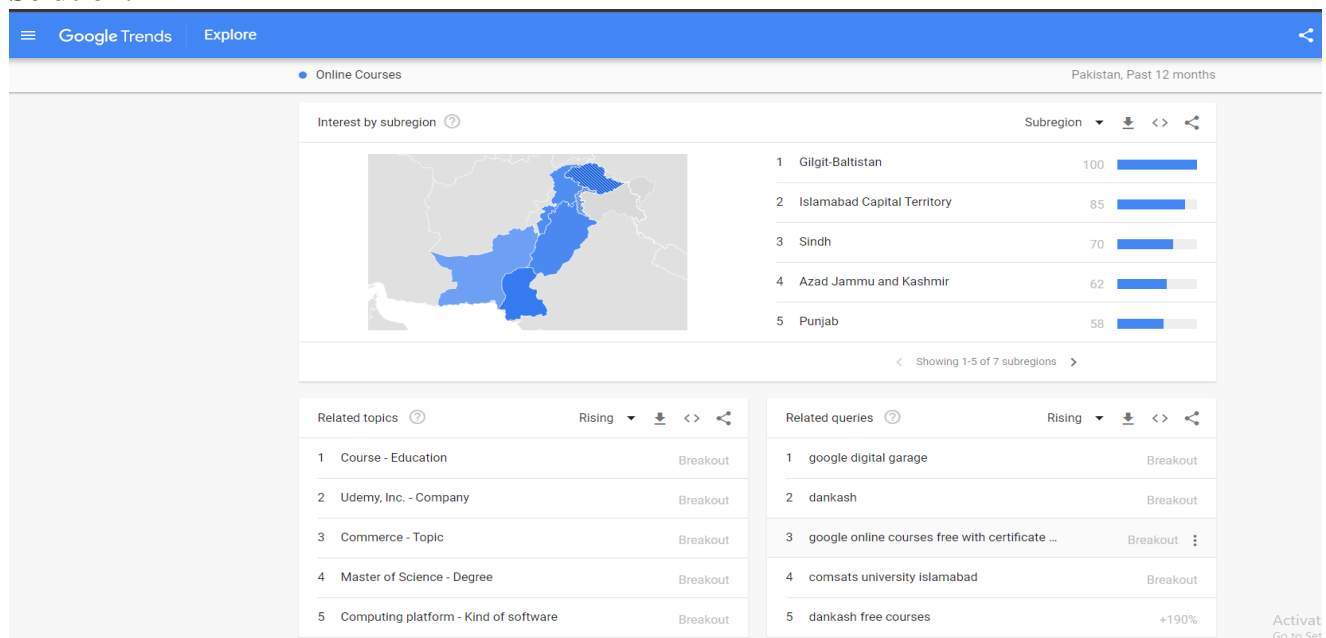 Google Trends Explore
Online Courses Pakistan, Past 12 months
Interest by subregion Subregion
1 Gilgit-Baltistan 100
2 Islamabad Capital Territory 85
3 Sindh 70
4 Azad Jammu and Kashmir 62
5 Punjab 58
Showing 1-5 of 7 subregions
Related topics Rising
1 Course - Education Breakout
2 Udemy, Inc. - Company Breakout
3 Commerce - Topic Breakout
4 Master of Science - Degree Breakout
5 Computing platform - Kind of software Breakout
Related queries Rising
1 google digital garage Breakout
2 dankash Breakout
3 google online courses free with certificate ... Breakout
4 comsats university islamabad Breakout
5 dankash free courses +190%
Activat
Go to Set